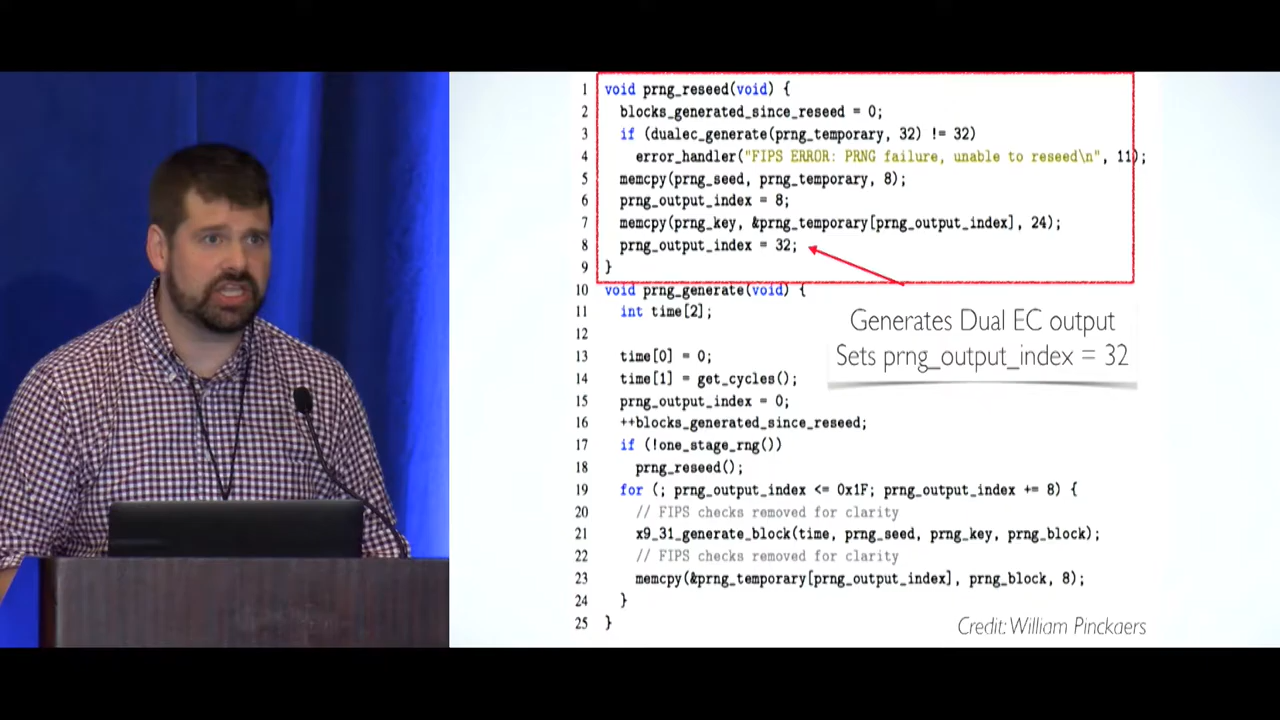 1 void prng_reseed(void) {
2 blocks_generated_since_reseed = 0;
3 if (dualec_generate(prng_temporary, 32) != 32)
4 error_handler("FIPS ERROR: PRNG failure, unable to reseed\n", 11);
5 memcpy(prng_seed, prng_temporary, 8);
6 prng_output_index = 8;
7 memcpy(prng_key, &prng_temporary[prng_output_index], 24);
8 prng_output_index = 32;
9 }
10 void prng_generate(void) {
11 int time[2];
12
13 time[0] = 0;
14 time[1] = get_cycles();
15 prng_output_index = 0;
16 ++blocks_generated_since_reseed;
17 if (!one_stage_rng())
18 prng_reseed();
19 for (; prng_output_index <= 0x1F; prng_output_index += 8) {
20 // FIPS checks removed for clarity
21 x9_31_generate_block(time, prng_seed, prng_key, prng_block);
22 // FIPS checks removed for clarity
23 memcpy(&prng_temporary[prng_output_index], prng_block, 8);
24 }
25 }
Generates Dual EC output
Sets prng_output_index = 32
Credit: William Pinckaers